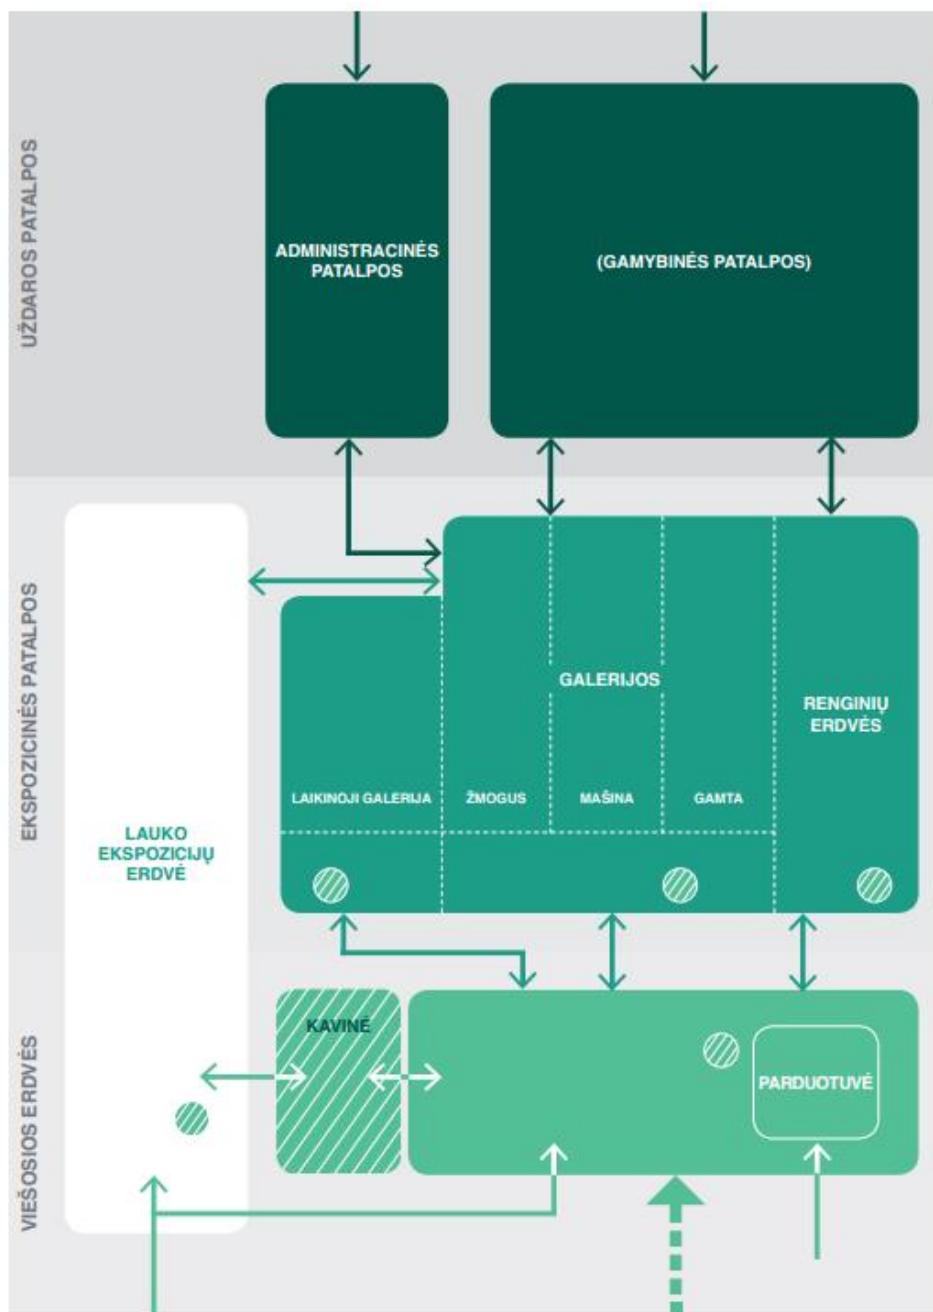 UŽDAROS PATALPOS
ADMINISTRACINĖS
PATALPOS
(GAMYBINĖS PATALPOS)
EKSPOZICINĖS PATALPOS
GALERIJOS
RENGINIŲ
ERDVĖS
LAIKINOJI GALERIJA
ŽMOGUS
MAŠINA
GAMTA
LAUKO
EKSPOZICIJŲ
ERDVĖ
VIEŠOSIOS ERDVĖS
KAVINĖ
PARDUOTUVĖ